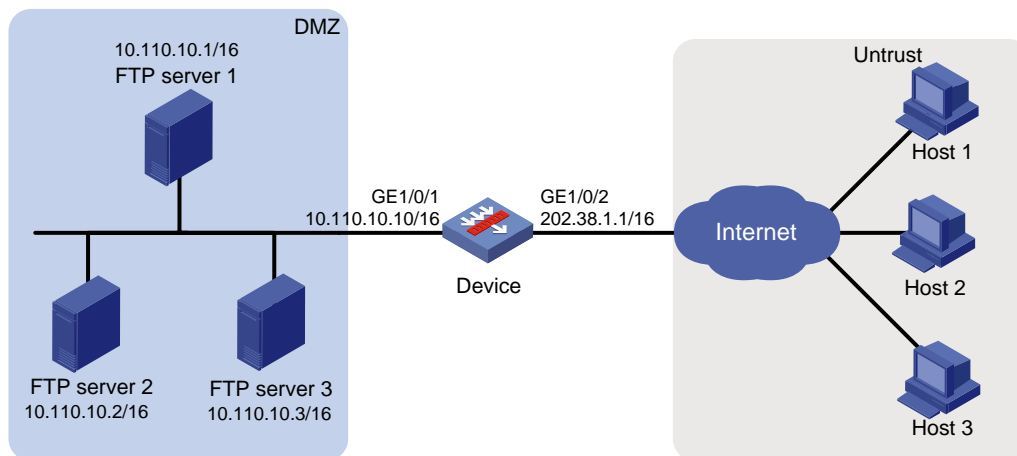 DMZ
10.110.10.1/16
FTP server 1
FTP server 2
10.110.10.2/16
FTP server 3
10.110.10.3/16
GE1/0/1
10.110.10.10/16
GE1/0/2
202.38.1.1/16
Device
Internet
Untrust
Host 1
Host 2
Host 3